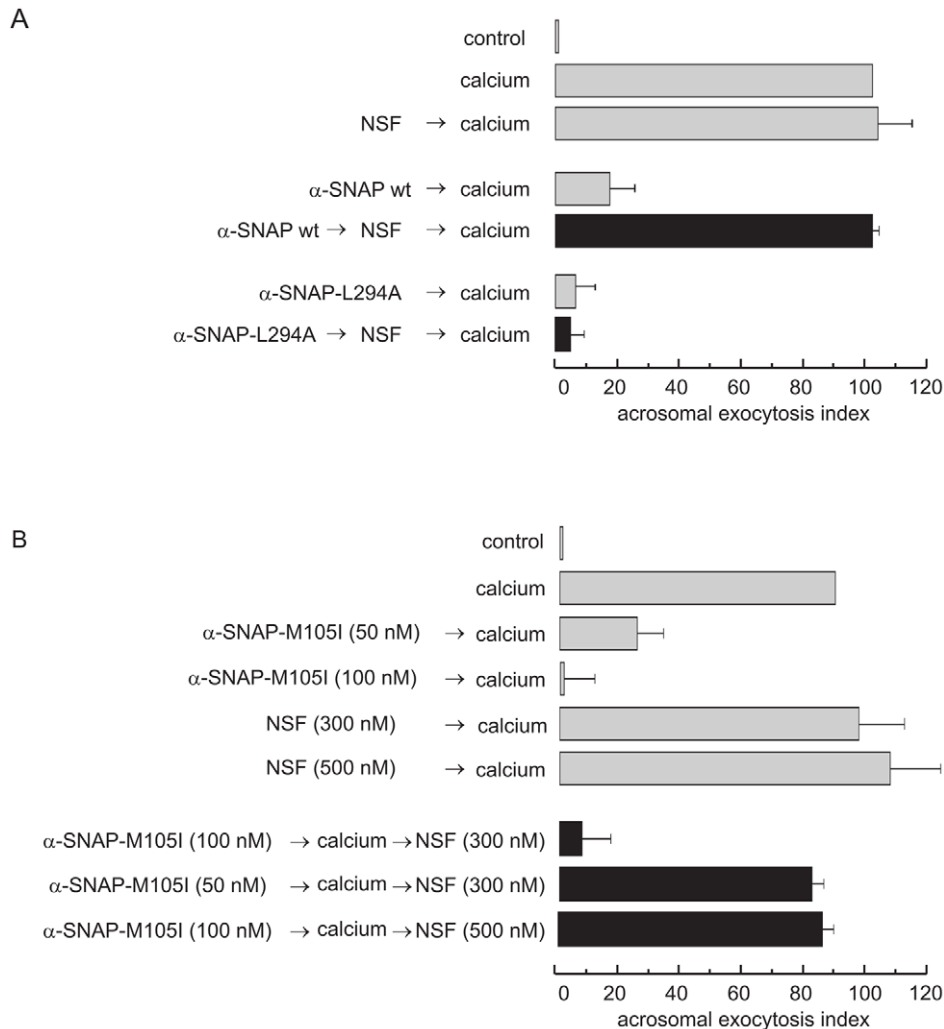 A
control
calcium
NSF → calcium
α-SNAP wt → calcium
α-SNAP wt → NSF → calcium
α-SNAP-L294A → calcium
α-SNAP-L294A → NSF → calcium
0 20 40 60 80 100 120
acrosomal exocytosis index
B
control
calcium
α-SNAP-M105I (50 nM) → calcium
α-SNAP-M105I (100 nM) → calcium
NSF (300 nM) → calcium
NSF (500 nM) → calcium
α-SNAP-M105I (100 nM) → calcium → NSF (300 nM)
α-SNAP-M105I (50 nM) → calcium → NSF (300 nM)
α-SNAP-M105I (100 nM) → calcium → NSF (500 nM)
0 20 40 60 80 100 120
acrosomal exocytosis index